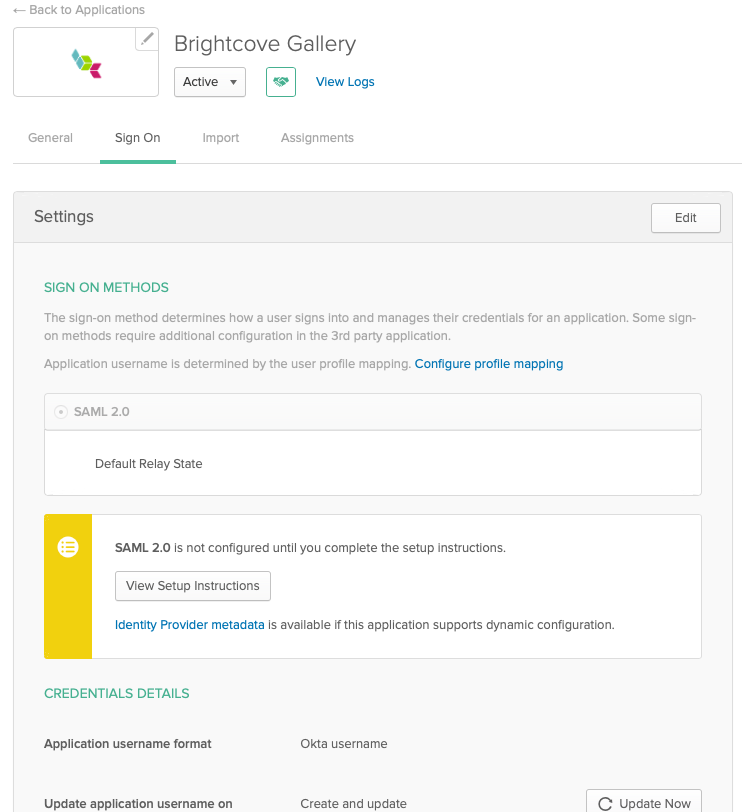 ← Back to Applications
Brightcove Gallery
Active
View Logs
General Sign On Import Assignments
Settings
Edit
SIGN ON METHODS
The sign-on method determines how a user signs into and manages their credentials for an application. Some sign-
on methods require additional configuration in the 3rd party application.
Application username is determined by the user profile mapping. Configure profile mapping
SAML 2.0
Default Relay State
SAML 2.0 is not configured until you complete the setup instructions.
View Setup Instructions
Identity Provider metadata is available if this application supports dynamic configuration.
CREDENTIALS DETAILS
Application username format Okta username
Update application username on Create and update Update Now